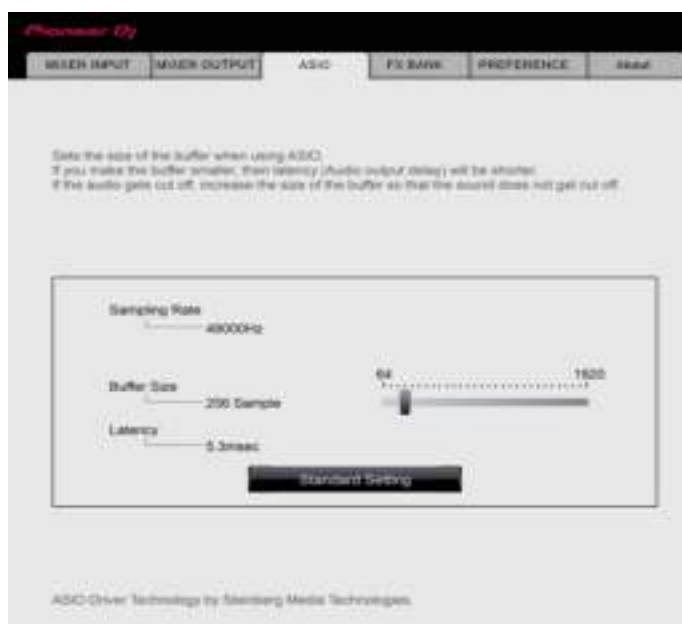 Pioneer Dj
MIXER INPUT MIXER OUTPUT ASIO FX BANK PREFERENCE About
Sets the size of the buffer when using ASIO.
If you make the buffer smaller, then latency (Audio output delay) will be shorter.
If the audio gets cut off, increase the size of the buffer so that the sound does not get cut off.
Sampling Rate
48000Hz
64 1920
Buffer Size
256 Sample
Latency
5.3msec
Standard Setting
ASIO Driver Technology by Steinberg Media Technologies.